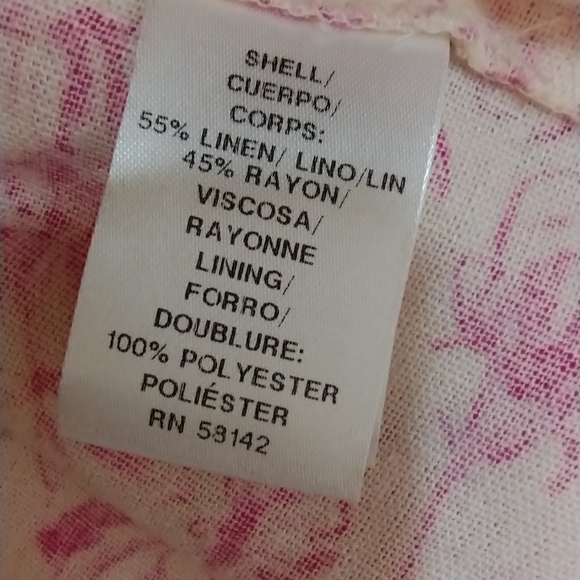 SHELL/
CUERPO/
CORPS:
55% LINEN/ LINO/LIN
45% RAYON/
VISCOSA/
RAYONNE
LINING/
FORRO/
DOUBLURE:
100% POLYESTER
POLIÉSTER
RN 58142